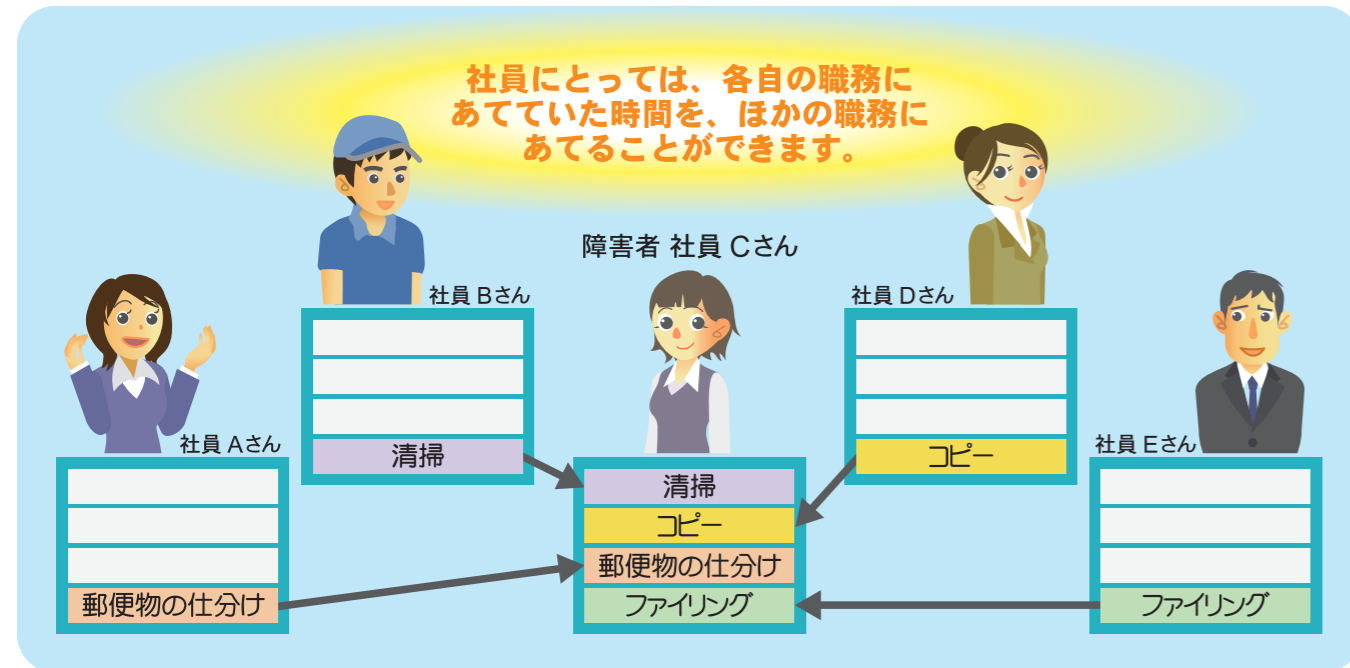 社員にとっては、各自の職務に
あてていた時間を、ほかの職務に
あてることができます。
障害者 社員 Cさん
社員 Bさん
社員 Dさん
社員 Aさん
社員 Eさん
清掃
コピー
郵便物の仕分け
清掃
コピー
郵便物の仕分け
ファイリング
ファイリング